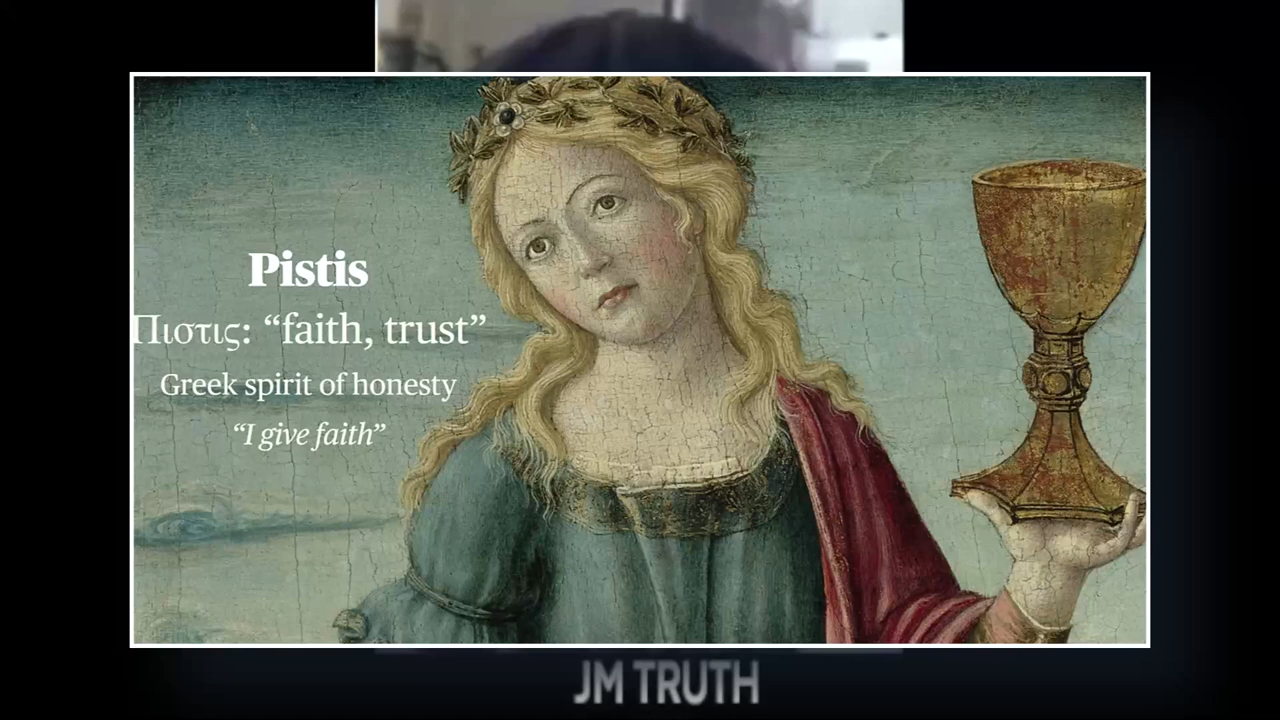 Pistis
Πιστις: “faith, trust”
Greek spirit of honesty
“I give faith”
JM TRUTH